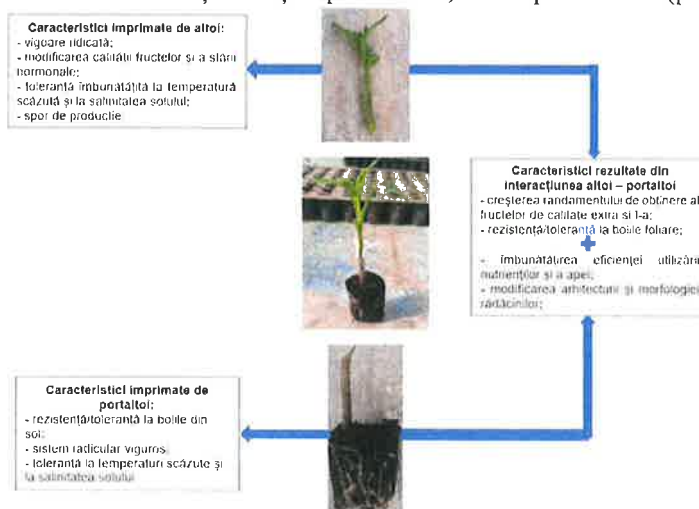 Caracteristici imprimate de altoi:
- vigoare ridicată;
- modificarea calității fructelor și a stării
hormonale;
- toleranță îmbunătățită la temperatură
scăzută și la salinitatea solului;
- spor de producție
Caracteristici rezultate din
interacțiunea altoi – portaltoi
- creșterea randamentului de obținere al
fructelor de calitate extra si I-a;
- rezistență/toleranță la bolile foliare;
+
- îmbunătățirea eficienței utilizării
nutrienților și a apei;
- modificarea arhitecturii și morfologiei
rădăcinilor;
Caracteristici imprimate de
portaltoi:
- rezistență/toleranță la bolile din
sol;
- sistem radicular viguros;
- toleranță la temperaturi scăzute și
la salinitatea solului